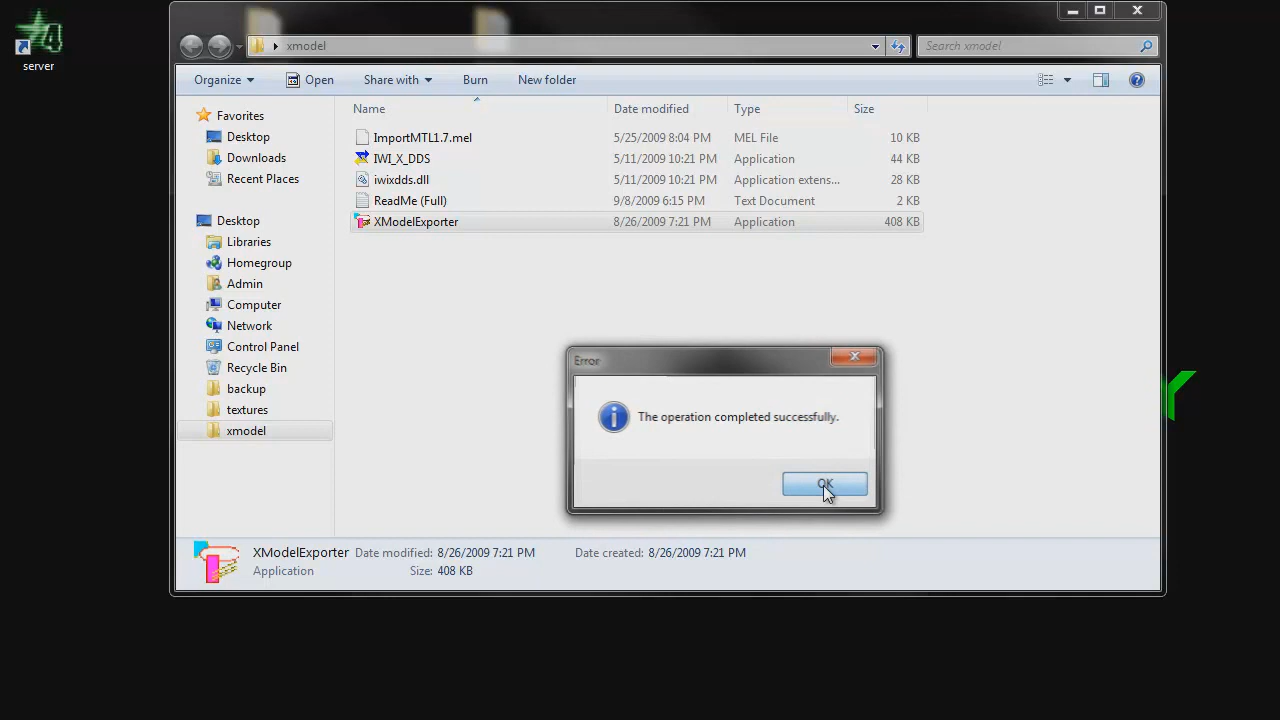 server
xmodel
Search xmodel
Organize
Open
Share with
Burn
New folder
Favorites
Desktop
Downloads
Recent Places
Desktop
Libraries
Homegroup
Admin
Computer
Network
Control Panel
Recycle Bin
backup
textures
xmodel
Name Date modified Type Size
ImportMTL1.7.mel 5/25/2009 8:04 PM MEL File 10 KB
IWI_X_DDS 5/11/2009 10:21 PM Application 44 KB
iwixdds.dll 5/11/2009 10:21 PM Application extens... 28 KB
ReadMe (Full) 9/8/2009 6:15 PM Text Document 2 KB
XModelExporter 8/26/2009 7:21 PM Application 408 KB
Error
The operation completed successfully.
OK
XModelExporter Date modified: 8/26/2009 7:21 PM Date created: 8/26/2009 7:21 PM
Application Size: 408 KB